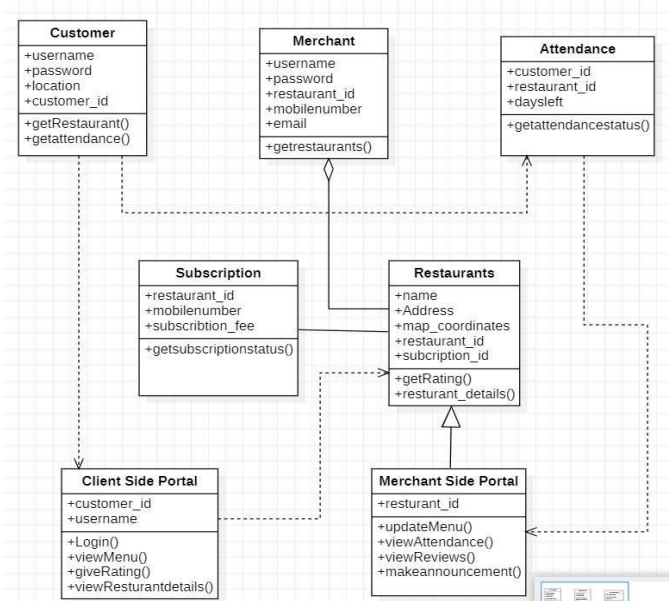 Customer
+username
+password
+location
+customer_id
+getRestaurant()
+getattendance()
Merchant
+username
+password
+restaurant_id
+mobilenumber
+email
+getrestaurants()
Attendance
+customer_id
+restaurant_id
+daysleft
+getattendancestatus()
Subscription
+restaurant_id
+mobilenumber
+subscribtion_fee
+getsubscriptionstatus()
Restaurants
+name
+Address
+map_coordinates
+restaurant_id
+subcription_id
+getRating()
+resturant_details()
Client Side Portal
+customer_id
+username
+Login()
+viewMenu()
+giveRating()
+viewResturantdetails()
Merchant Side Portal
+resturant_id
+updateMenu()
+viewAttendance()
+viewReviews()
+makeannouncement()